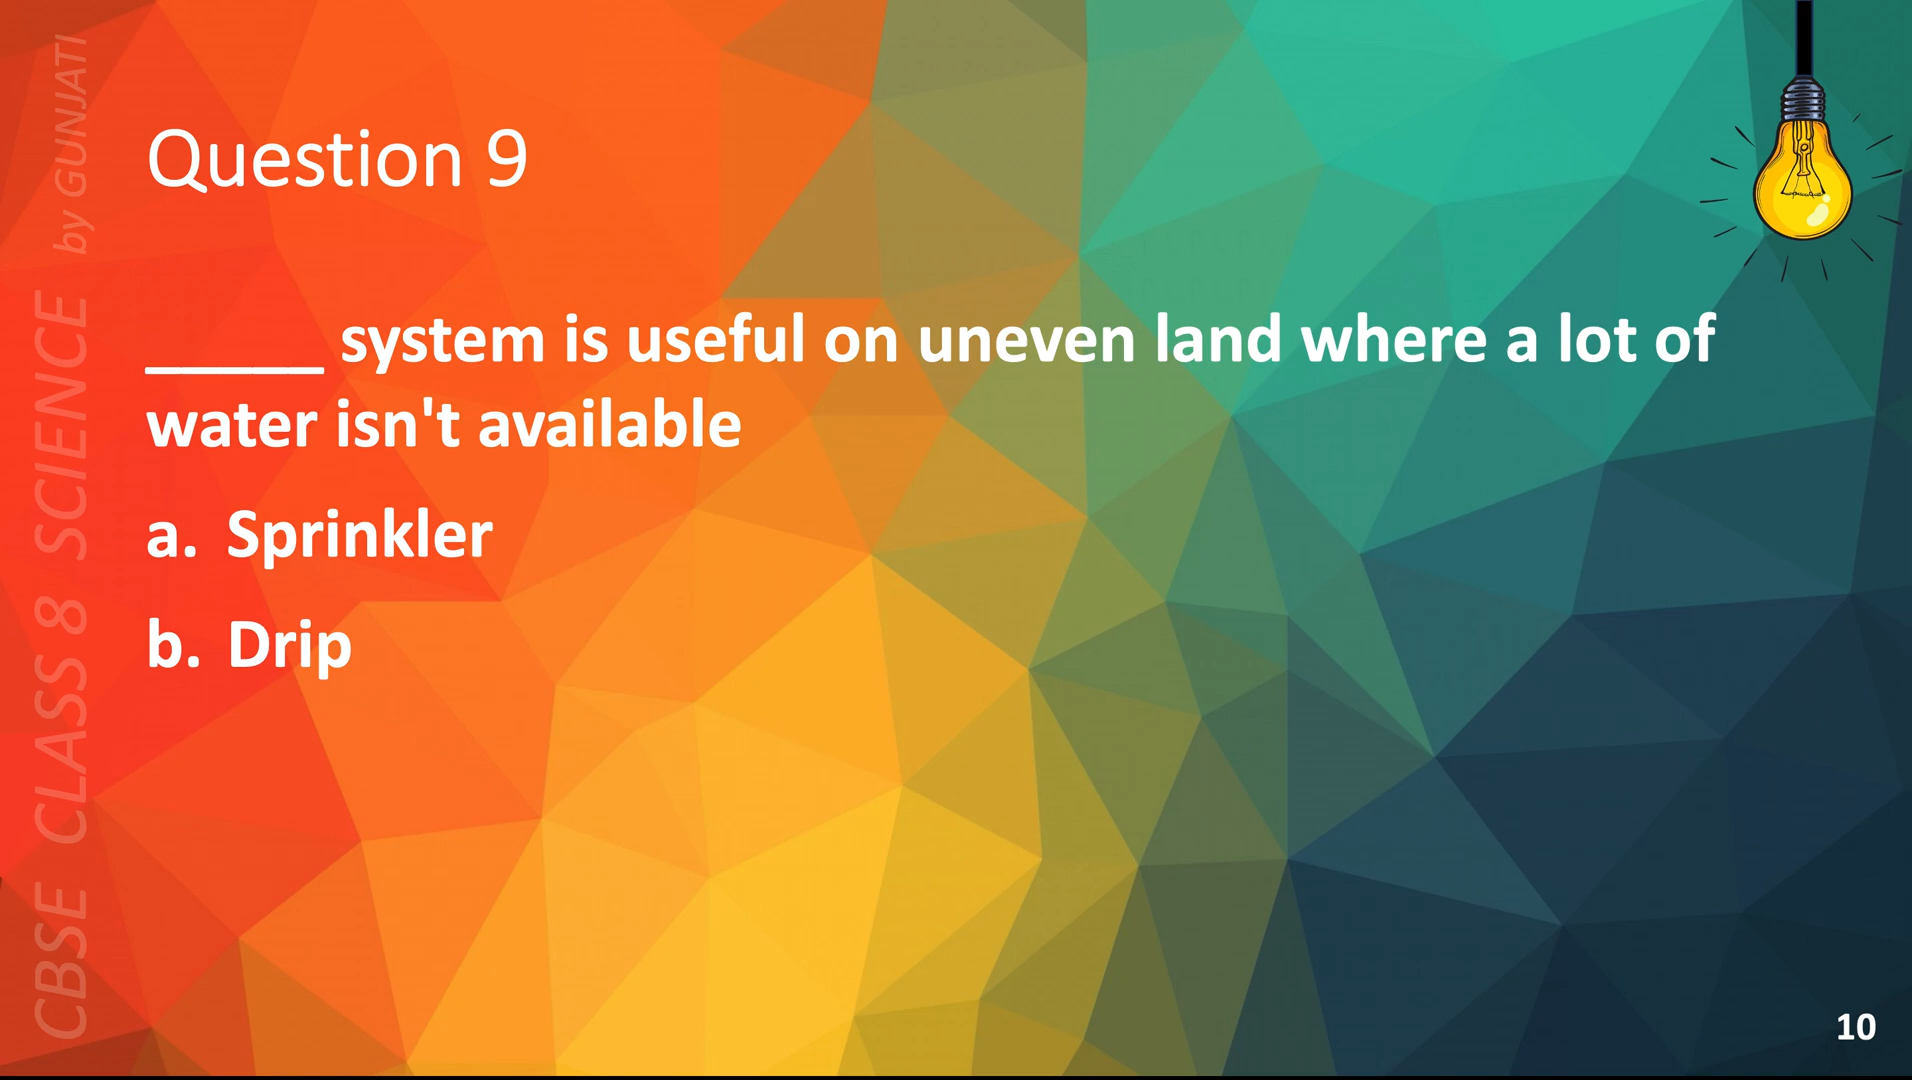 Question 9
_____ system is useful on uneven land where a lot of
water isn't available
a. Sprinkler
b. Drip
CBSE CLASS 8 SCIENCE by GUNJATI
10